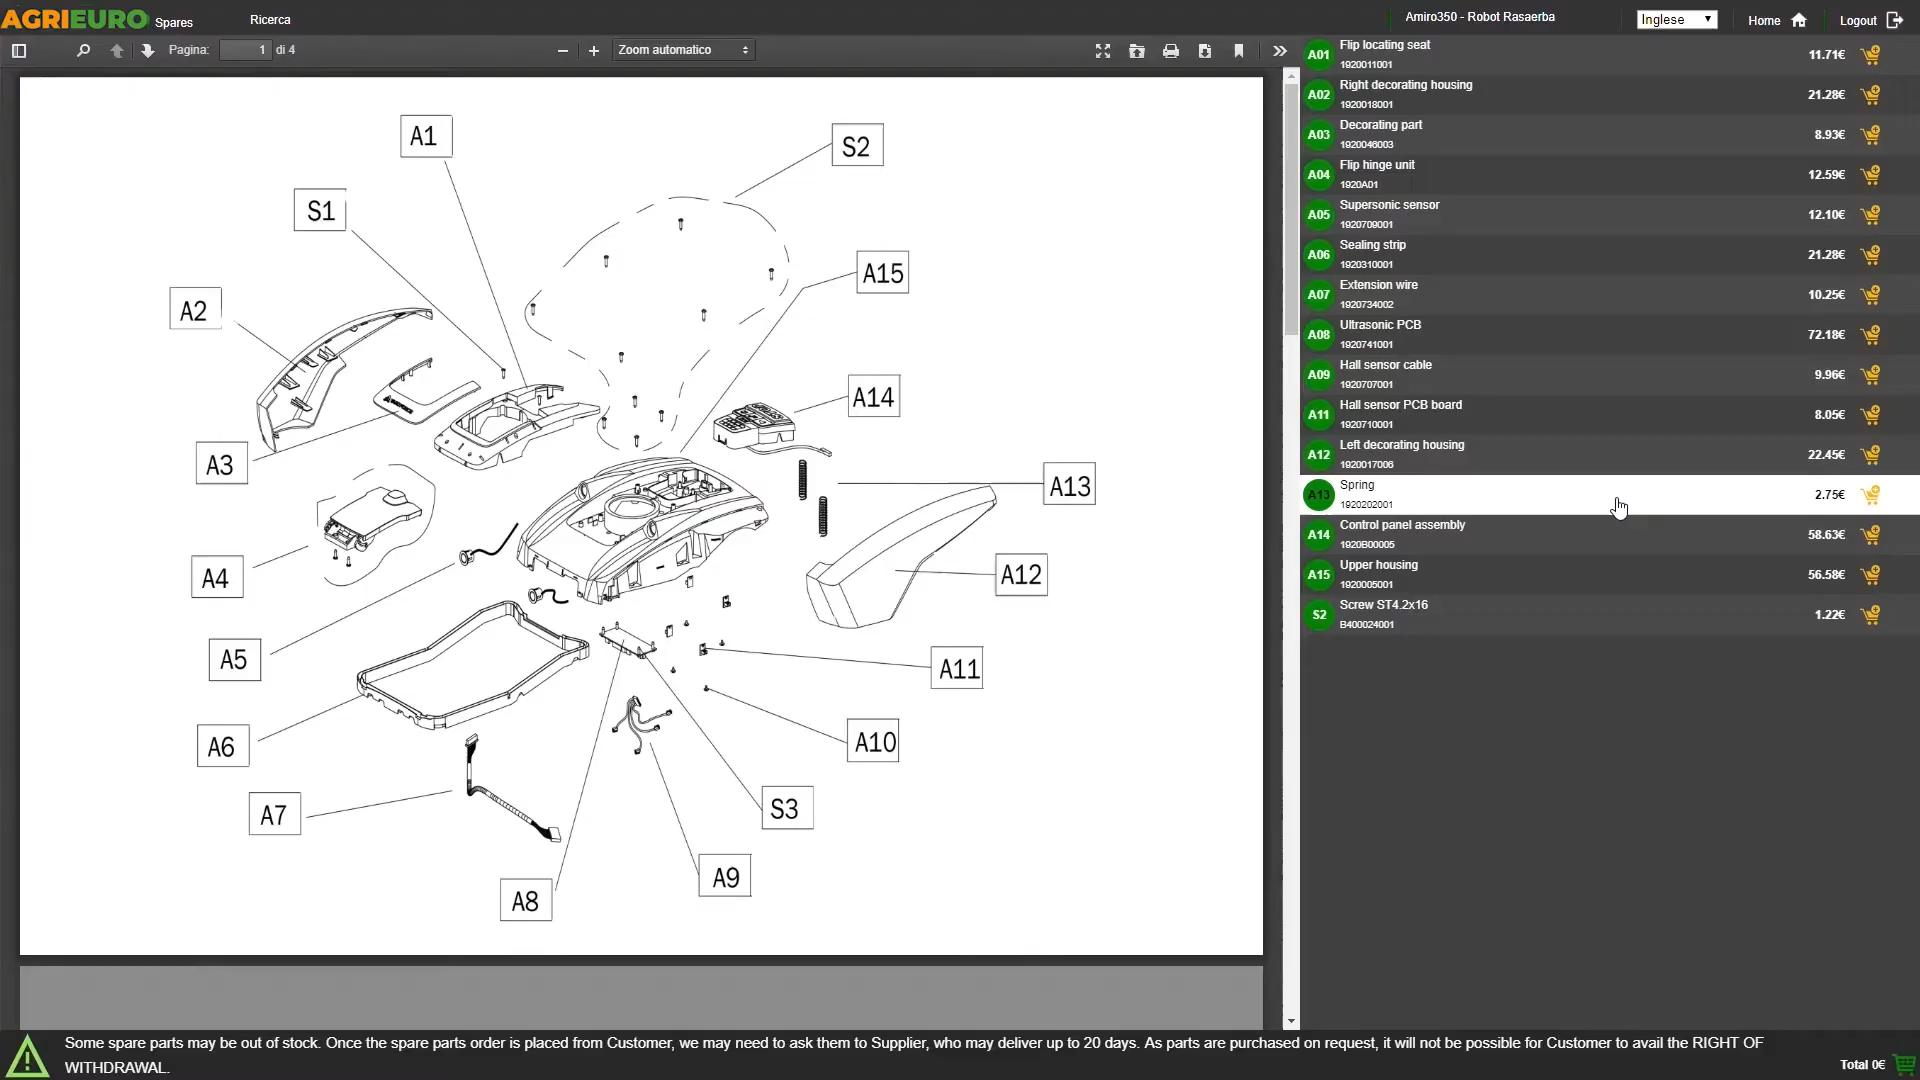 AGRIEURO Spares
Ricerca
Amiro350 - Robot Rasaerba
Inglese
Home
Logout
Pagina: 1 di 4
Zoom automatico
A1
S2
S1
A15
A2
A14
A3
A13
A4
A12
A5
A11
A6
A10
A7
S3
A9
A8
A01 Flip locating seat 11.71€
1920011001
A02 Right decorating housing 21.28€
1920018001
A03 Decorating part 8.93€
1920046003
A04 Flip hinge unit 12.59€
1920A01
A05 Supersonic sensor 12.10€
1920709001
A06 Sealing strip 21.28€
1920310001
A07 Extension wire 10.25€
1920734002
A08 Ultrasonic PCB 72.18€
1920741001
A09 Hall sensor cable 9.96€
1920707001
A11 Hall sensor PCB board 8.05€
1920710001
A12 Left decorating housing 22.45€
1920017006
A13 Spring 2.75€
1920202001
A14 Control panel assembly 58.63€
1920B00005
A15 Upper housing 56.58€
1920005001
S2 Screw ST4.2x16 1.22€
B400024001
Some spare parts may be out of stock. Once the spare parts order is placed from Customer, we may need to ask them to Supplier, who may deliver up to 20 days. As parts are purchased on request, it will not be possible for Customer to avail the RIGHT OF
WITHDRAWAL.
Total 0€